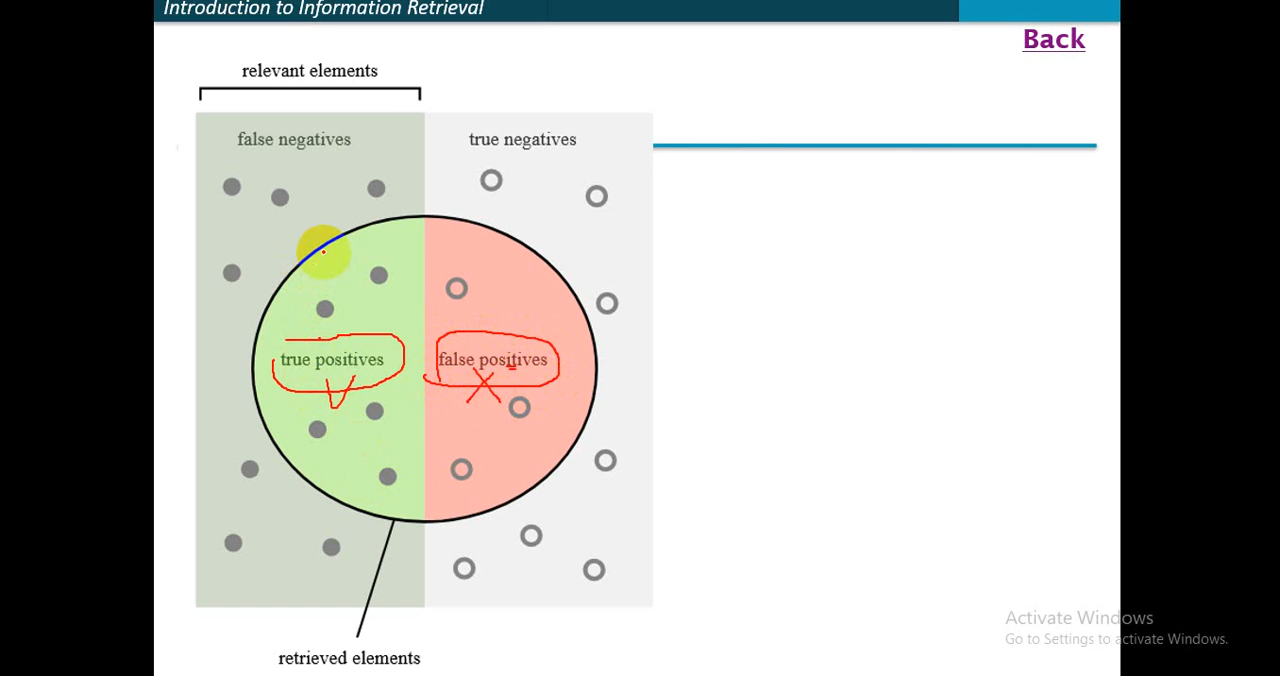 Introduction to Information Retrieval
Back
relevant elements
false negatives
true negatives
true positives
false positives
retrieved elements
Activate Windows
Go to Settings to activate Windows.